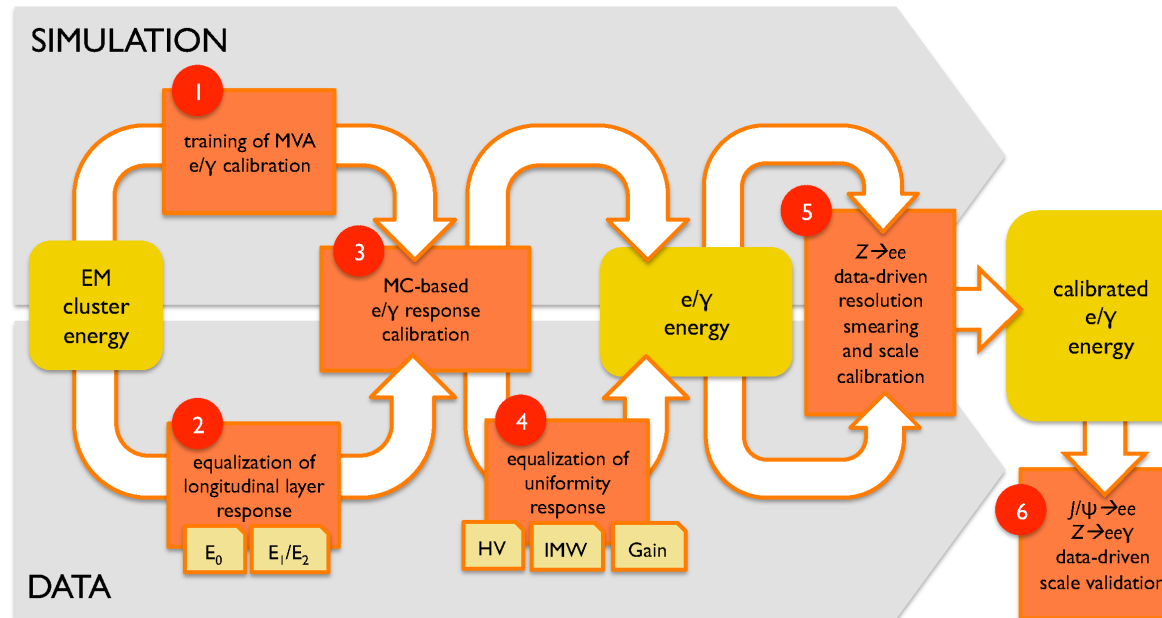 SIMULATION
1
training of MVA
e/γ calibration
EM
cluster
energy
2
equalization of
longitudinal layer
response
E₀
E₁/E₂
3
MC-based
e/γ response
calibration
4
equalization of
uniformity
response
HV
IMW
Gain
e/γ
energy
5
Z→ee
data-driven
resolution
smearing
and scale
calibration
calibrated
e/γ
energy
6
J/ψ→ee
Z→eeγ
data-driven
scale validation
DATA